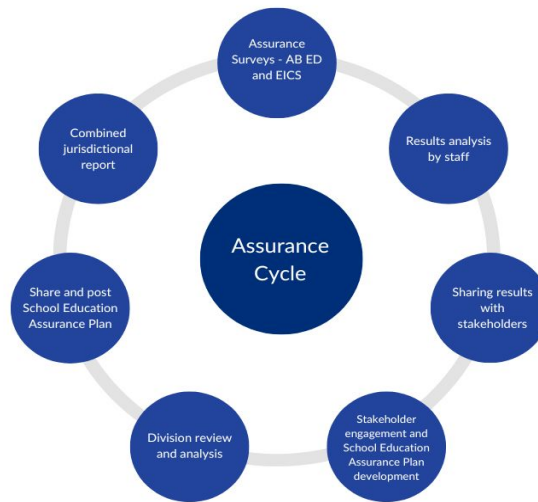 Assurance
Surveys - AB ED
and EICS
Results analysis
by staff
Sharing results
with
stakeholders
Stakeholder
engagement and
School Education
Assurance Plan
development
Division review
and analysis
Share and post
School Education
Assurance Plan
Combined
jurisdictional
report
Assurance
Cycle